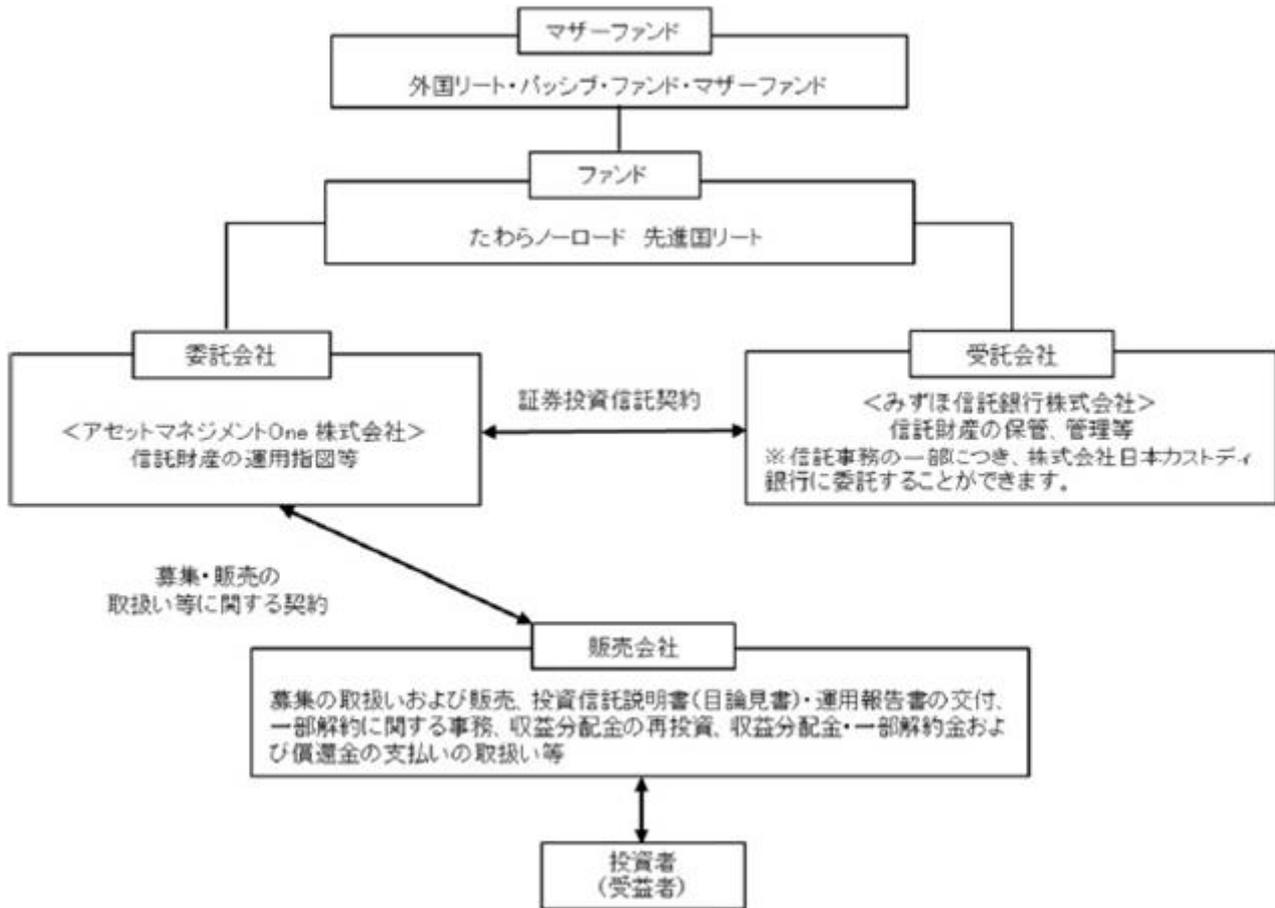 マザーファンド
外国リート・パッシブ・ファンド・マザーファンド
ファンド
たわらノーロード 先進国リート
委託会社
<アセットマネジメントOne 株式会社>
信託財産の運用指図等
証券投資信託契約
受託会社
<みずほ信託銀行株式会社>
信託財産の保管、管理等
※信託事務の一部につき、株式会社日本カストディ
銀行に委託することができます。
募集・販売の
取扱い等に関する契約
販売会社
募集の取扱いおよび販売、投資信託説明書(目論見書)・運用報告書の交付、
一部解約に関する事務、収益分配金の再投資、収益分配金・一部解約金およ
び償還金の支払いの取扱い等
投資者
(受益者)